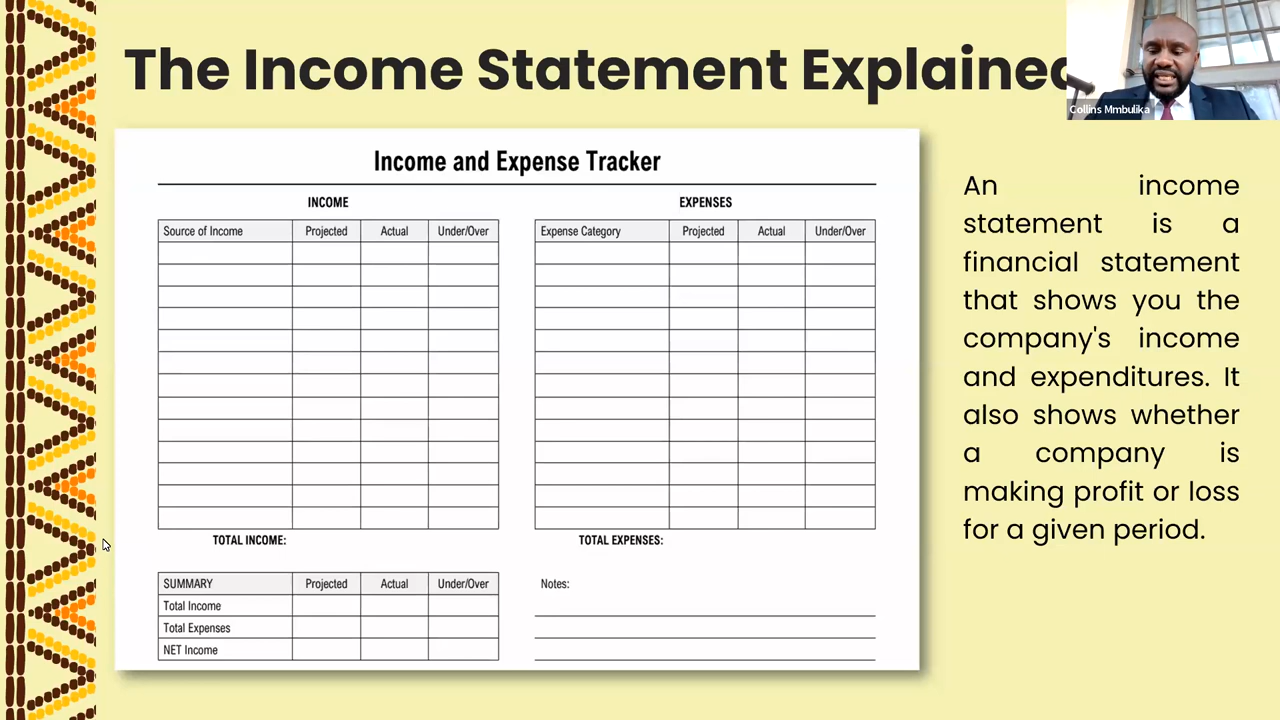 The Income Statement Explained
Collins Mmbulika
Income and Expense Tracker
INCOME
Source of Income Projected Actual Under/Over
TOTAL INCOME:
SUMMARY Projected Actual Under/Over
Total Income
Total Expenses
NET Income
EXPENSES
Expense Category Projected Actual Under/Over
TOTAL EXPENSES:
Notes:
An income
statement is a
financial statement
that shows you the
company's income
and expenditures. It
also shows whether
a company is
making profit or loss
for a given period.